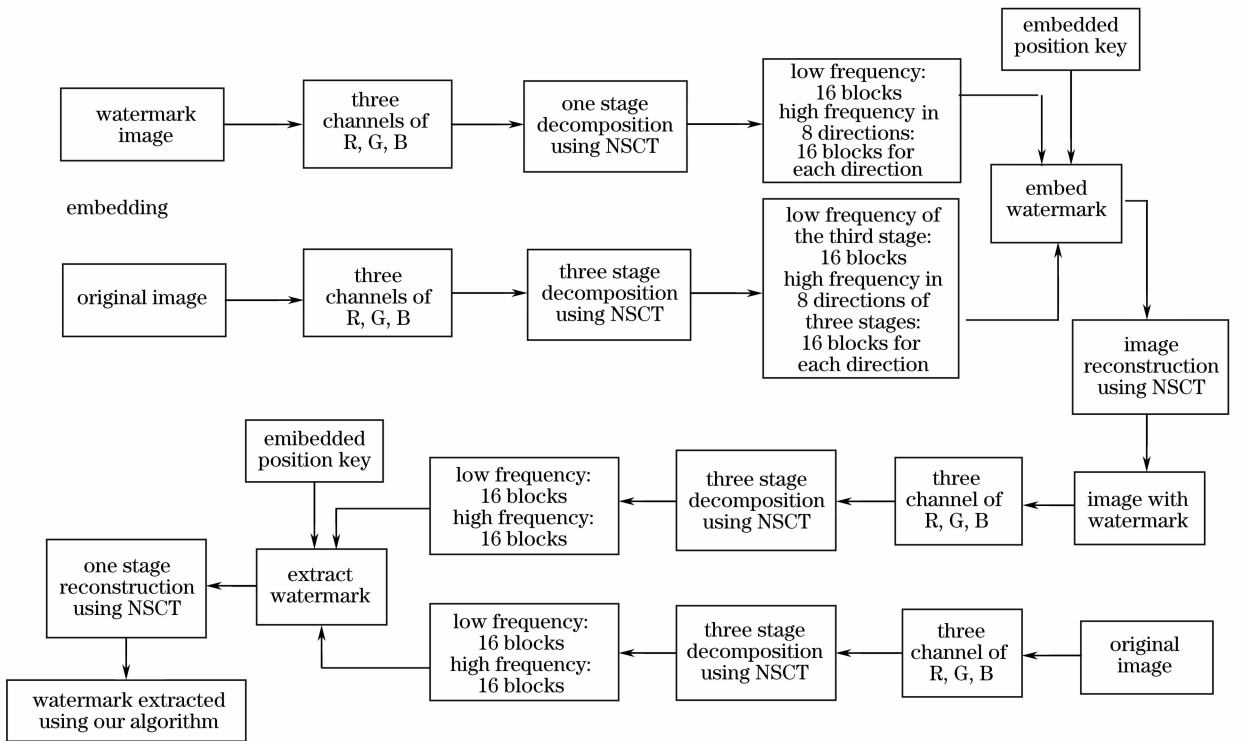 embedded
position key
watermark
image
three
channels of
R, G, B
one stage
decomposition
using NSCT
low frequency:
16 blocks
high frequency in
8 directions:
16 blocks for
each direction
embed
watermark
embedding
original image
three
channels of
R, G, B
three stage
decomposition
using NSCT
low frequency of
the third stage:
16 blocks
high frequency in
8 directions of
three stages:
16 blocks for
each direction
image
reconstruction
using NSCT
emibedded
position key
low frequency:
16 blocks
high frequency:
16 blocks
three stage
decomposition
using NSCT
three
channel of
R, G, B
image with
watermark
one stage
reconstruction
using NSCT
extract
watermark
low frequency:
16 blocks
high frequency:
16 blocks
three stage
decomposition
using NSCT
three
channel of
R, G, B
original
image
watermark extracted
using our algorithm